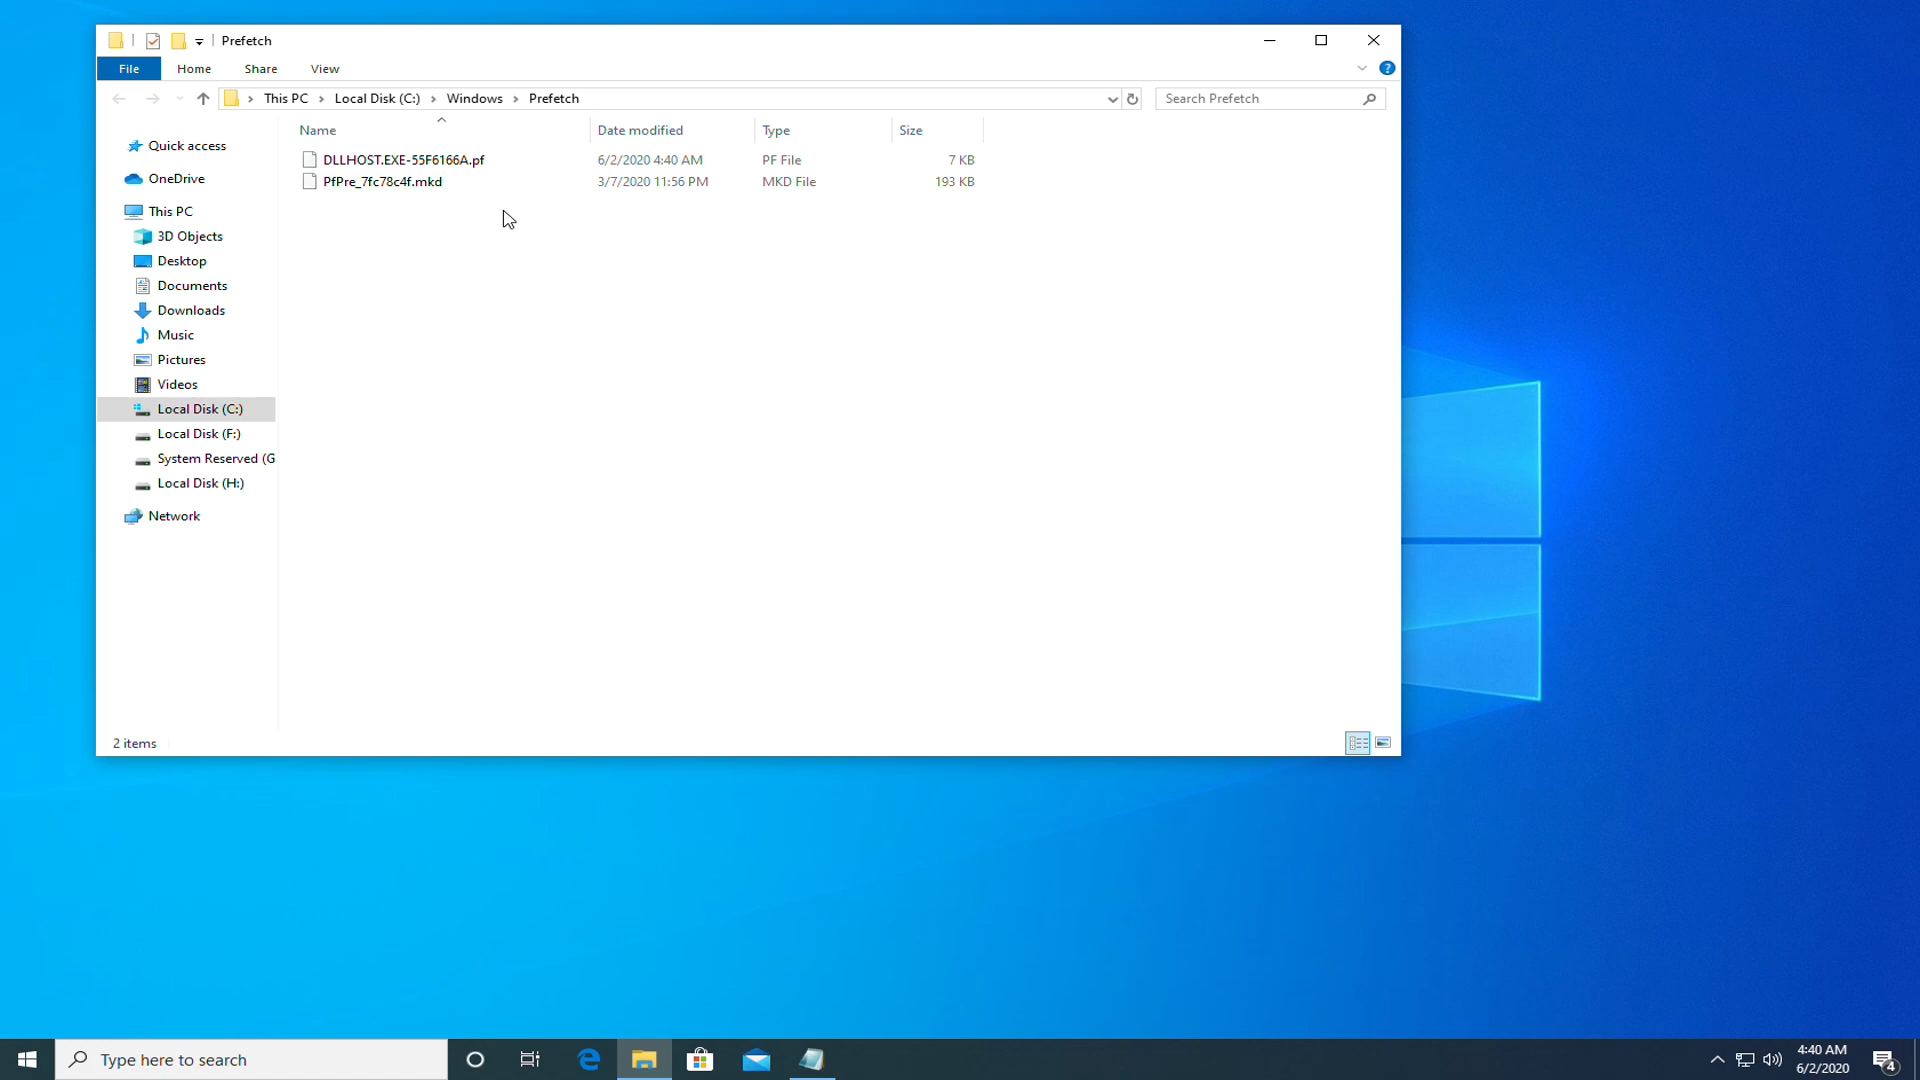 Prefetch
File Home Share View
This PC Local Disk (C:) Windows Prefetch
Search Prefetch
Name Date modified Type Size
DLLHOST.EXE-55F6166A.pf 6/2/2020 4:40 AM PF File 7 KB
PfPre_7fc78c4f.mkd 3/7/2020 11:56 PM MKD File 193 KB
Quick access
OneDrive
This PC
3D Objects
Desktop
Documents
Downloads
Music
Pictures
Videos
Local Disk (C:)
Local Disk (F:)
System Reserved (G
Local Disk (H:)
Network
2 items
Type here to search
4:40 AM
6/2/2020
4